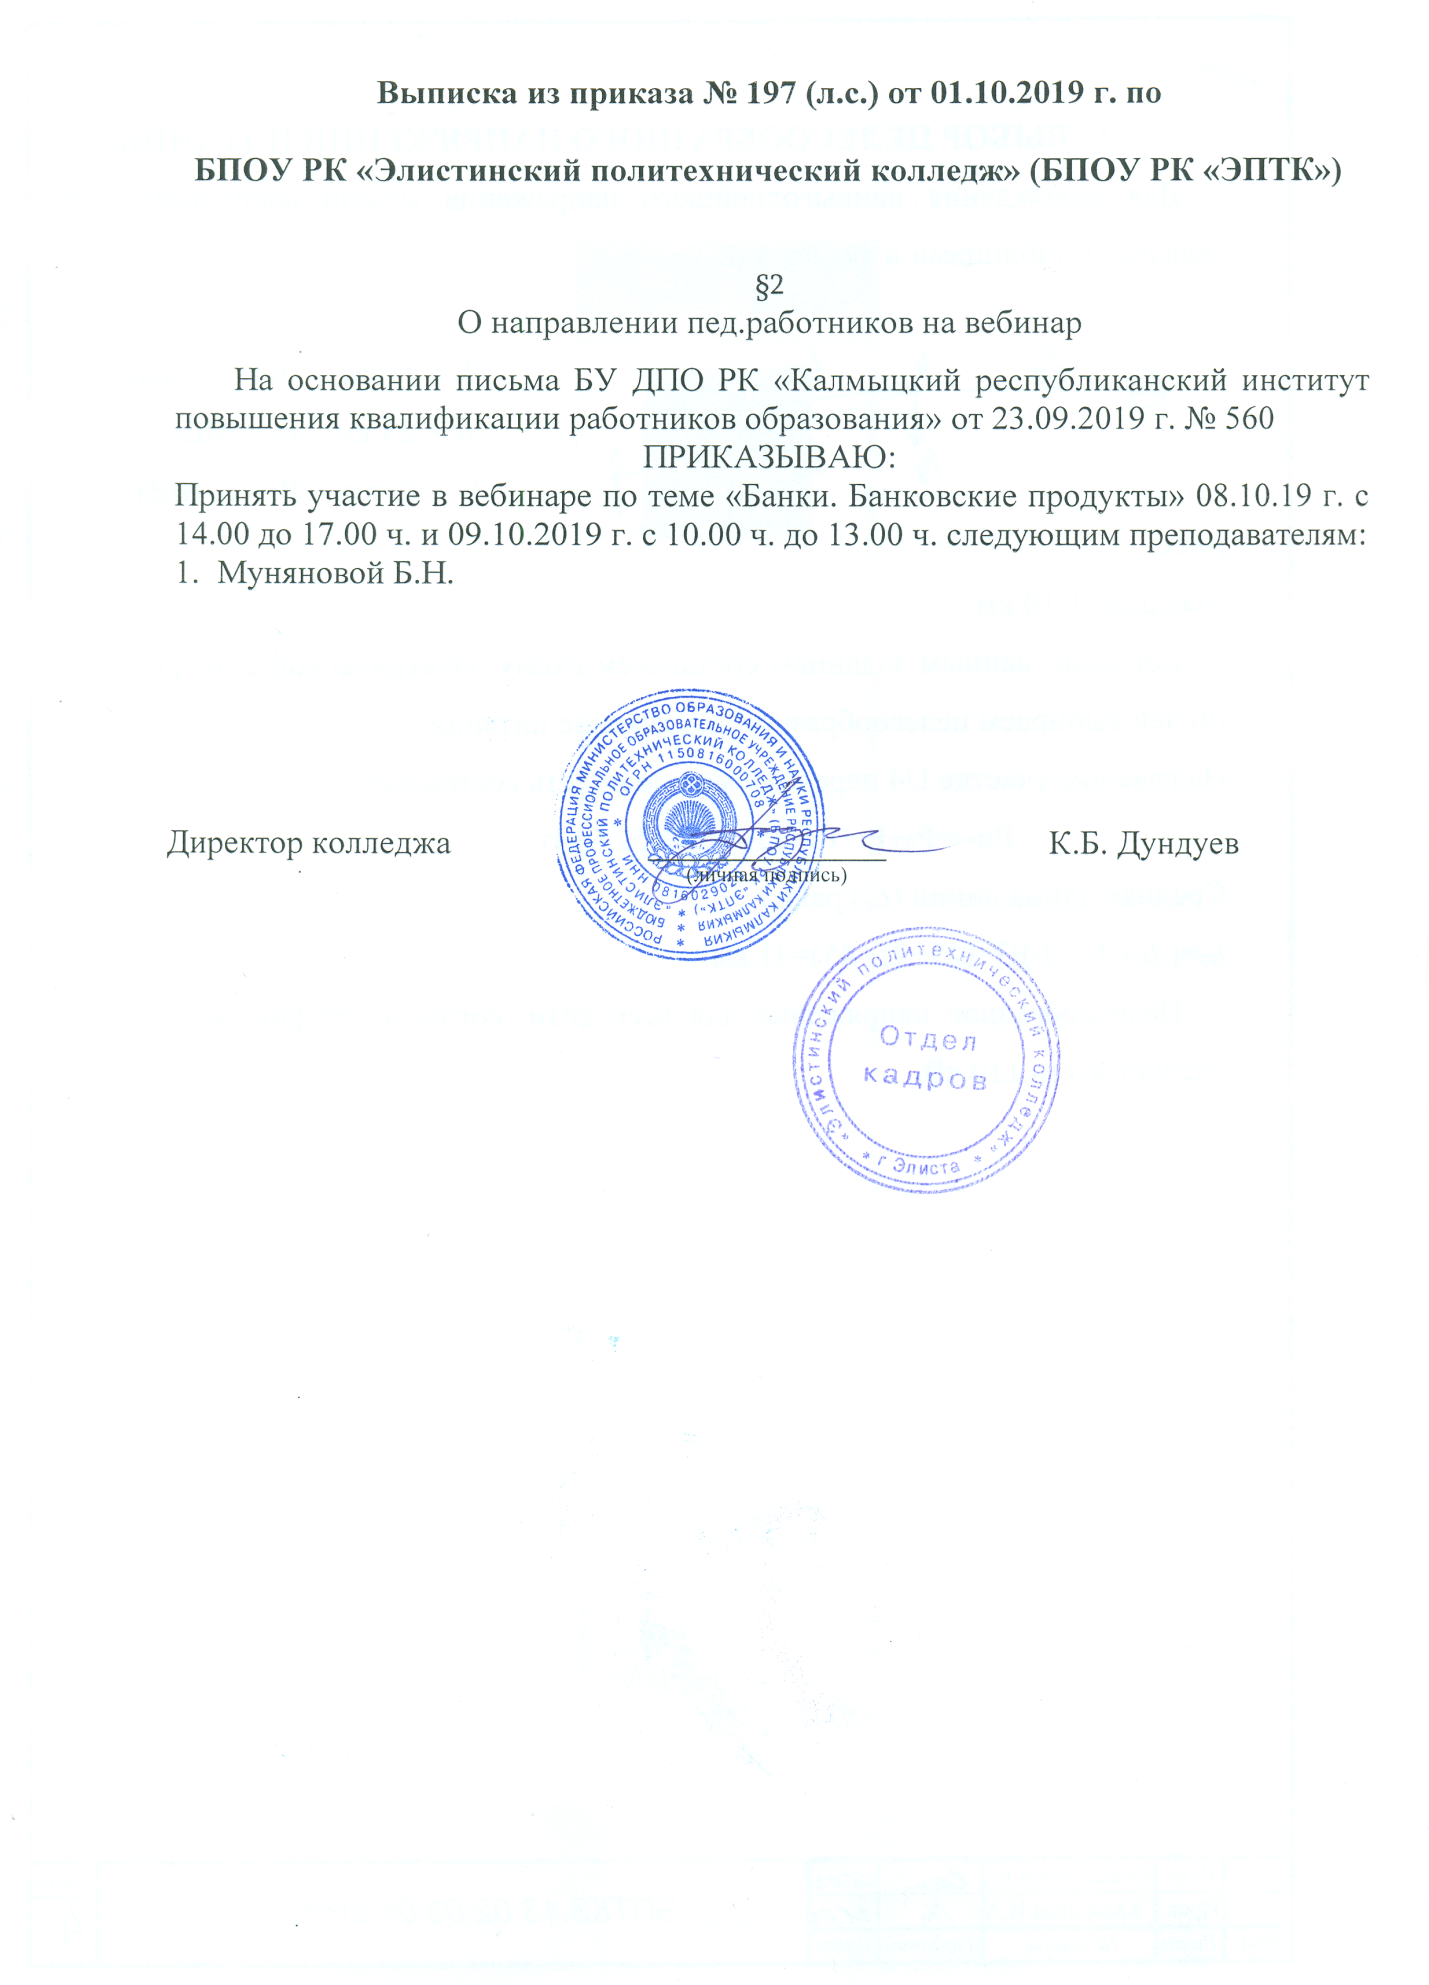 Выписка из приказа № 197 (л.с.) от 01.10.2019 г. по
БПОУ РК «Элистинский политехнический колледж» (БПОУ РК «ЭПТК»)
§2
О направлении пед.работников на вебинар
На основании письма БУ ДПО РК «Калмыцкий республиканский институт
повышения квалификации работников образования» от 23.09.2019 г. № 560
ПРИКАЗЫВАЮ:
Принять участие в вебинаре по теме «Банки. Банковские продукты» 08.10.19 г. с
14.00 до 17.00 ч. и 09.10.2019 г. с 10.00 ч. до 13.00 ч. следующим преподавателям:
1. Муняновой Б.Н.
РОССИЙСКАЯ ФЕДЕРАЦИЯ МИНИСТЕРСТВО ОБРАЗОВАНИЯ И НАУКИ РЕСПУБЛИКИ КАЛМЫКИЯ *
БЮДЖЕТНОЕ ПРОФЕССИОНАЛЬНОЕ ОБРАЗОВАТЕЛЬНОЕ УЧРЕЖДЕНИЕ РЕСПУБЛИКИ КАЛМЫКИЯ *
"ЭЛИСТИНСКИЙ ПОЛИТЕХНИЧЕСКИЙ КОЛЛЕДЖ" (БПОУ РК «ЭПТК») *
* ОГРН 1150816000708 *
ИНН
Директор колледжа К.Б. Дундуев
(личная подпись)
«Элистинский политехнический колледж»
Отдел
кадров
* г Элиста *